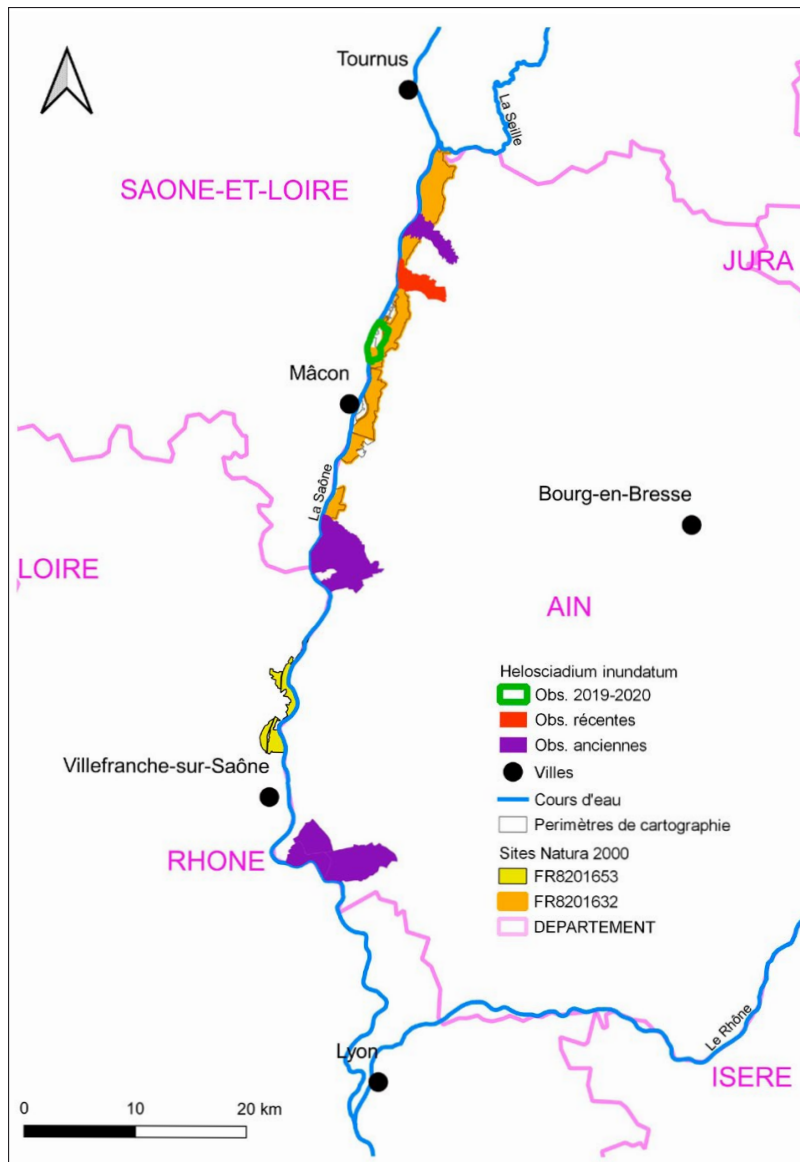 Tournus
La Seille
SAONE-ET-LOIRE
JURA
Mâcon
La Saône
Bourg-en-Bresse
LOIRE
AIN
Helosciadium inundatum
Obs. 2019-2020
Obs. récentes
Obs. anciennes
Villes
Cours d'eau
Perimètres de cartographie
Sites Natura 2000
FR8201653
FR8201632
DEPARTEMENT
Villefranche-sur-Saône
RHONE
Le Rhône
Lyon
ISERE
0 10 20 km